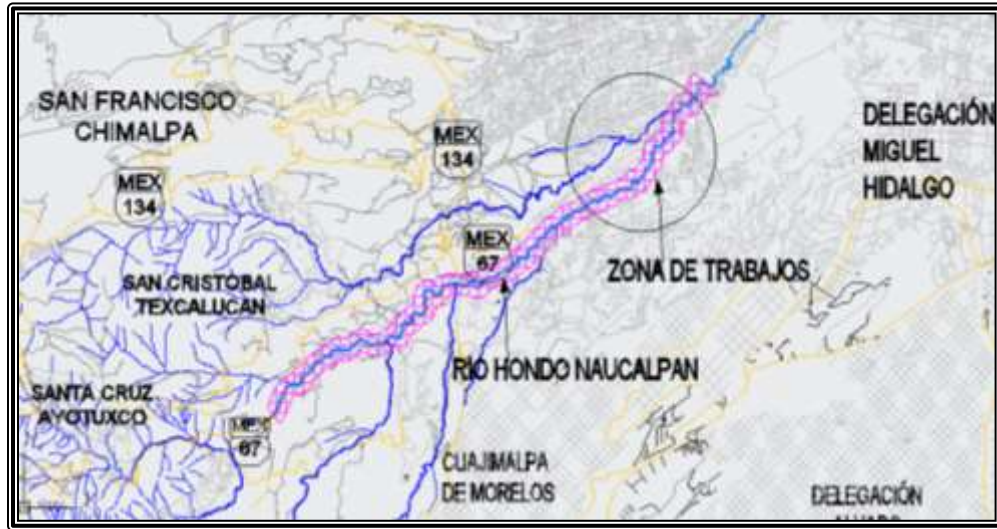 SAN FRANCISCO
CHIMALPA
MEX
134
MEX
134
DELEGACIÓN
MIGUEL
HIDALGO
MEX
67
ZONA DE TRABAJOS
SAN CRISTOBAL
TEXCALUCAN
RÍO HONDO NAUCALPAN
SANTA CRUZ
AYOTUXCO
MEX
67
CUAJIMALPA
DE MORELOS
DELEGACIÓN